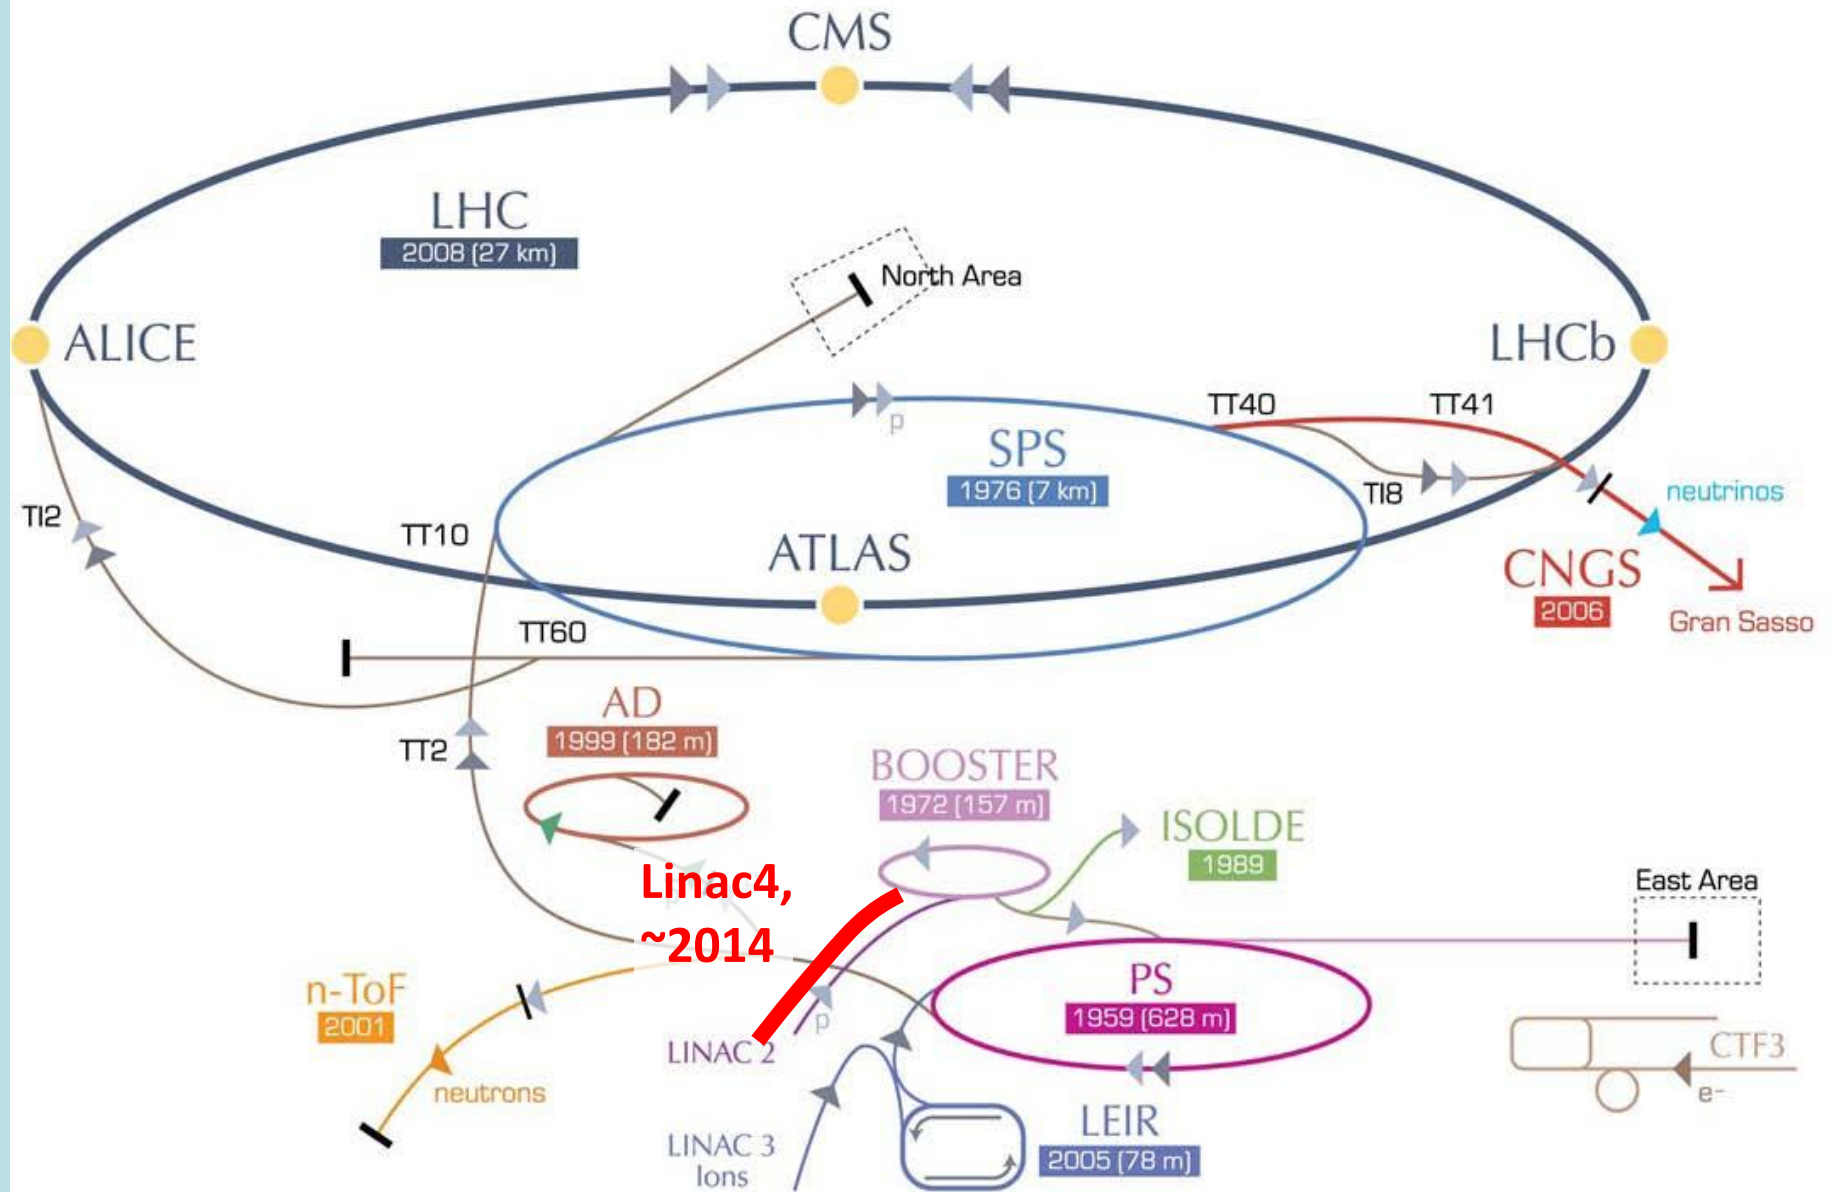 CMS
LHC
2008 (27 km)
North Area
ALICE
LHCb
TT40
TT41
p
SPS
1976 (7 km)
TI8
neutrinos
TI2
TT10
ATLAS
CNGS
2006
Gran Sasso
TT60
AD
1999 (182 m)
TT2
BOOSTER
1972 (157 m)
ISOLDE
1989
Linac4,
~2014
East Area
n-ToF
2001
PS
1959 (628 m)
p
LINAC 2
neutrons
CTF3
e-
LEIR
2005 (78 m)
LINAC 3
Ions